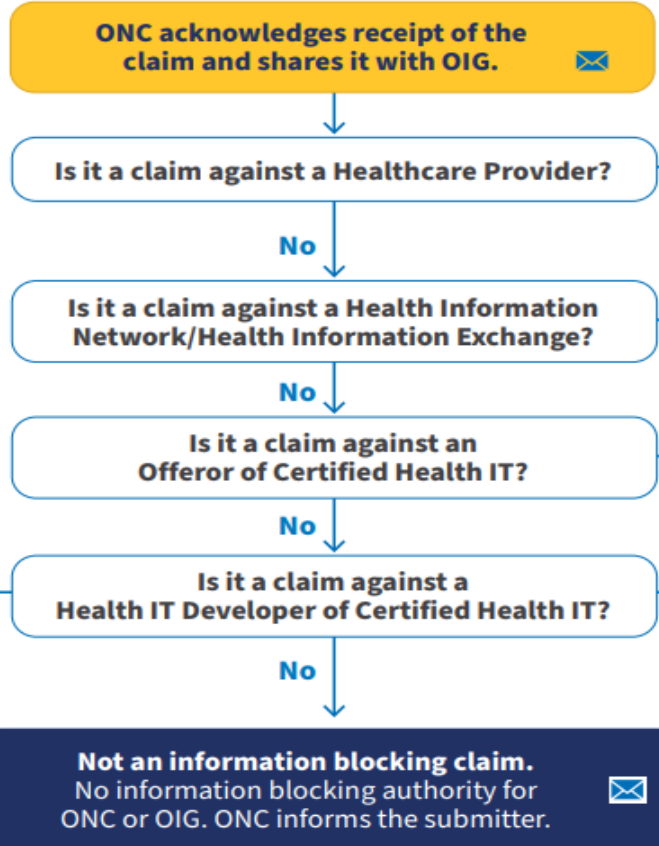 ONC acknowledges receipt of the
claim and shares it with OIG.
Is it a claim against a Healthcare Provider?
No
Is it a claim against a Health Information
Network/Health Information Exchange?
No
Is it a claim against an
Offeror of Certified Health IT?
No
Is it a claim against a
Health IT Developer of Certified Health IT?
No
Not an information blocking claim.
No information blocking authority for
ONC or OIG. ONC informs the submitter.